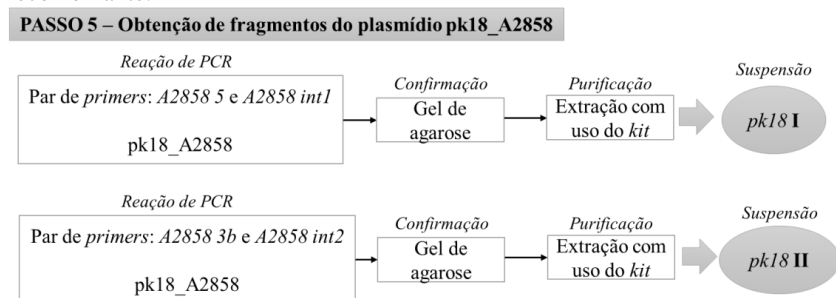 PASSO 5 – Obtenção de fragmentos do plasmídio pk18_A2858
Reação de PCR
Par de primers: A2858 5 e A2858 int1
pk18_A2858
Confirmação
Gel de
agarose
Purificação
Extração com
uso do kit
Suspensão
pk18 I
Reação de PCR
Par de primers: A2858 3b e A2858 int2
pk18_A2858
Confirmação
Gel de
agarose
Purificação
Extração com
uso do kit
Suspensão
pk18 II